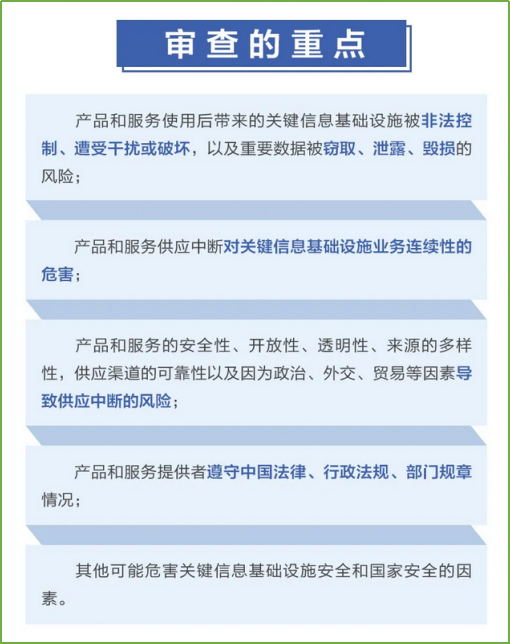 审查的重点
产品和服务使用后带来的关键信息基础设施被非法控
制、遭受干扰或破坏，以及重要数据被窃取、泄露、毁损的
风险；
产品和服务供应中断对关键信息基础设施业务连续性的
危害；
产品和服务的安全性、开放性、透明性、来源的多样
性，供应渠道的可靠性以及因为政治、外交、贸易等因素导
致供应中断的风险；
产品和服务提供者遵守中国法律、行政法规、部门规章
情况；
其他可能危害关键信息基础设施安全和国家安全的因
素。